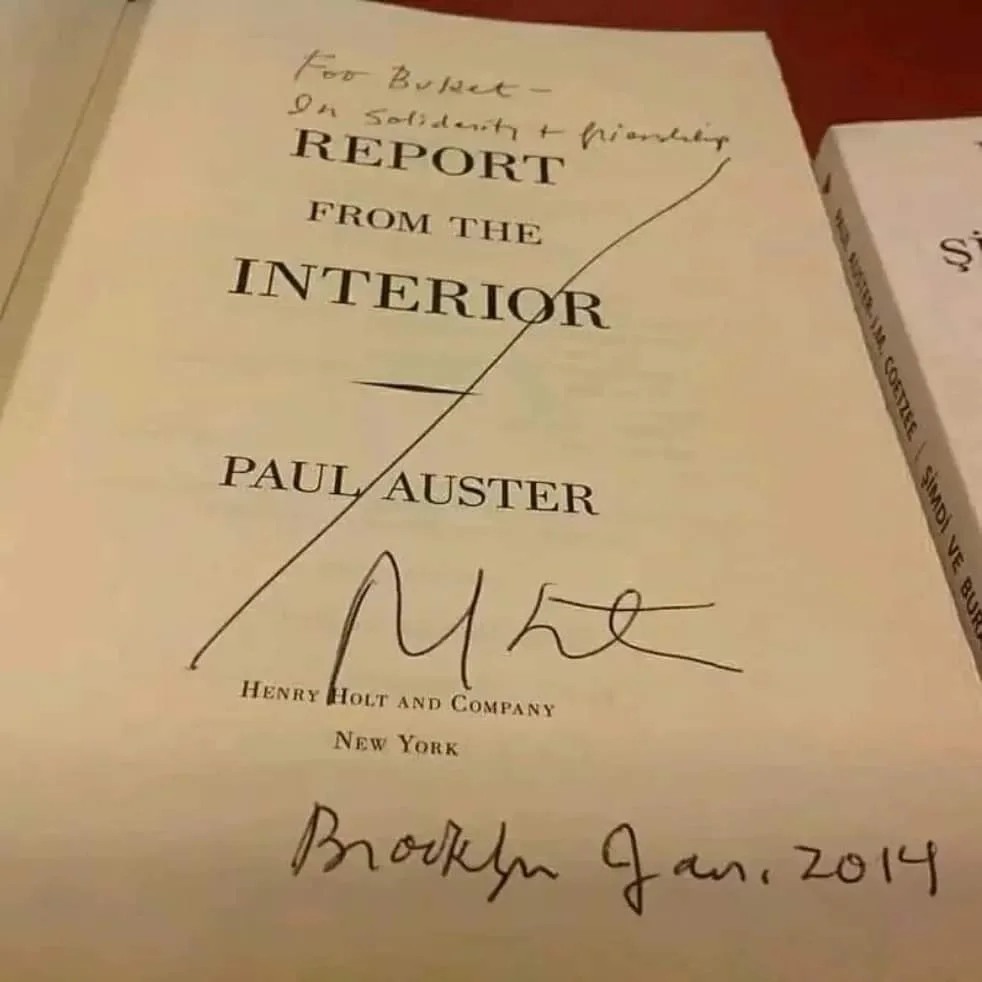 For Buket –
In solidarity + friendship
REPORT
FROM THE
INTERIOR
PAUL AUSTER
HENRY HOLT AND COMPANY
NEW YORK
Brooklyn Jan. 2014
PAUL AUSTER-J.M. COETZEE | ŞİMDİ VE